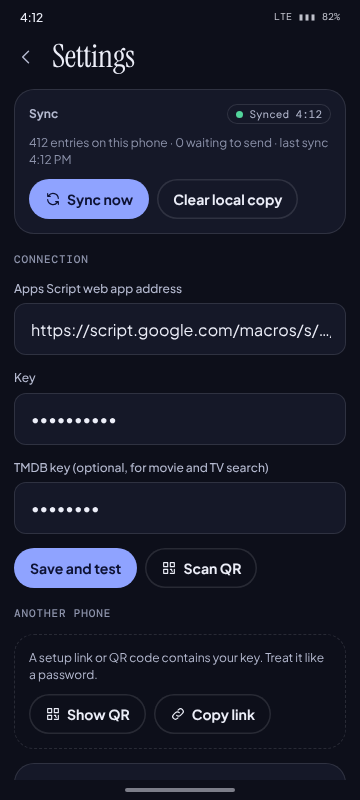 4:12
LTE 82%
Settings
Sync
Synced 4:12
412 entries on this phone · 0 waiting to send · last sync
4:12 PM
Sync now
Clear local copy
CONNECTION
Apps Script web app address
https://script.google.com/macros/s/…
Key
••••••••••
TMDB key (optional, for movie and TV search)
••••••••
Save and test
Scan QR
ANOTHER PHONE
A setup link or QR code contains your key. Treat it like
a password.
Show QR
Copy link